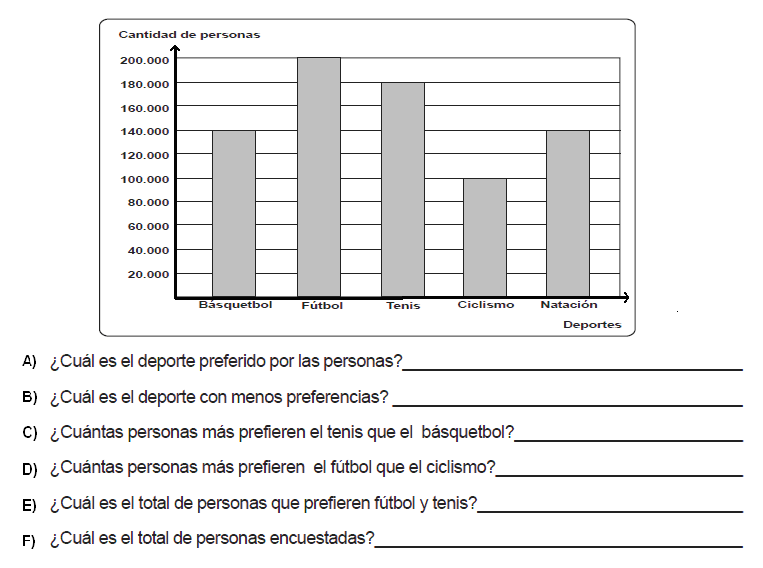 Cantidad de personas
200.000
180.000
160.000
140.000
120.000
100.000
80.000
60.000
40.000
20.000
Básquetbol Fútbol Tenis Ciclismo Natación
Deportes
A) ¿Cuál es el deporte preferido por las personas?
B) ¿Cuál es el deporte con menos preferencias?
C) ¿Cuántas personas más prefieren el tenis que el básquetbol?
D) ¿Cuántas personas más prefieren el fútbol que el ciclismo?
E) ¿Cuál es el total de personas que prefieren fútbol y tenis?
F) ¿Cuál es el total de personas encuestadas?